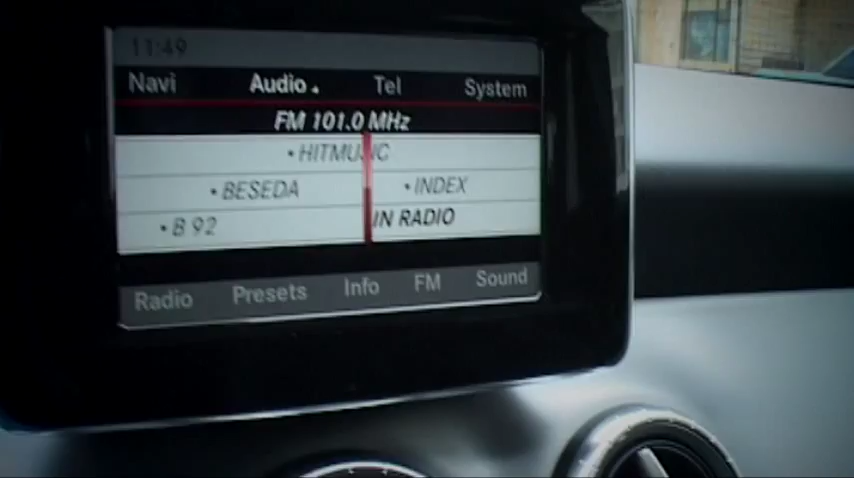 11:49
Navi Audio Tel System
FM 101.0 MHz
• HITMUSIC
• BESEDA • INDEX
• B 92 IN RADIO
Radio Presets Info FM Sound